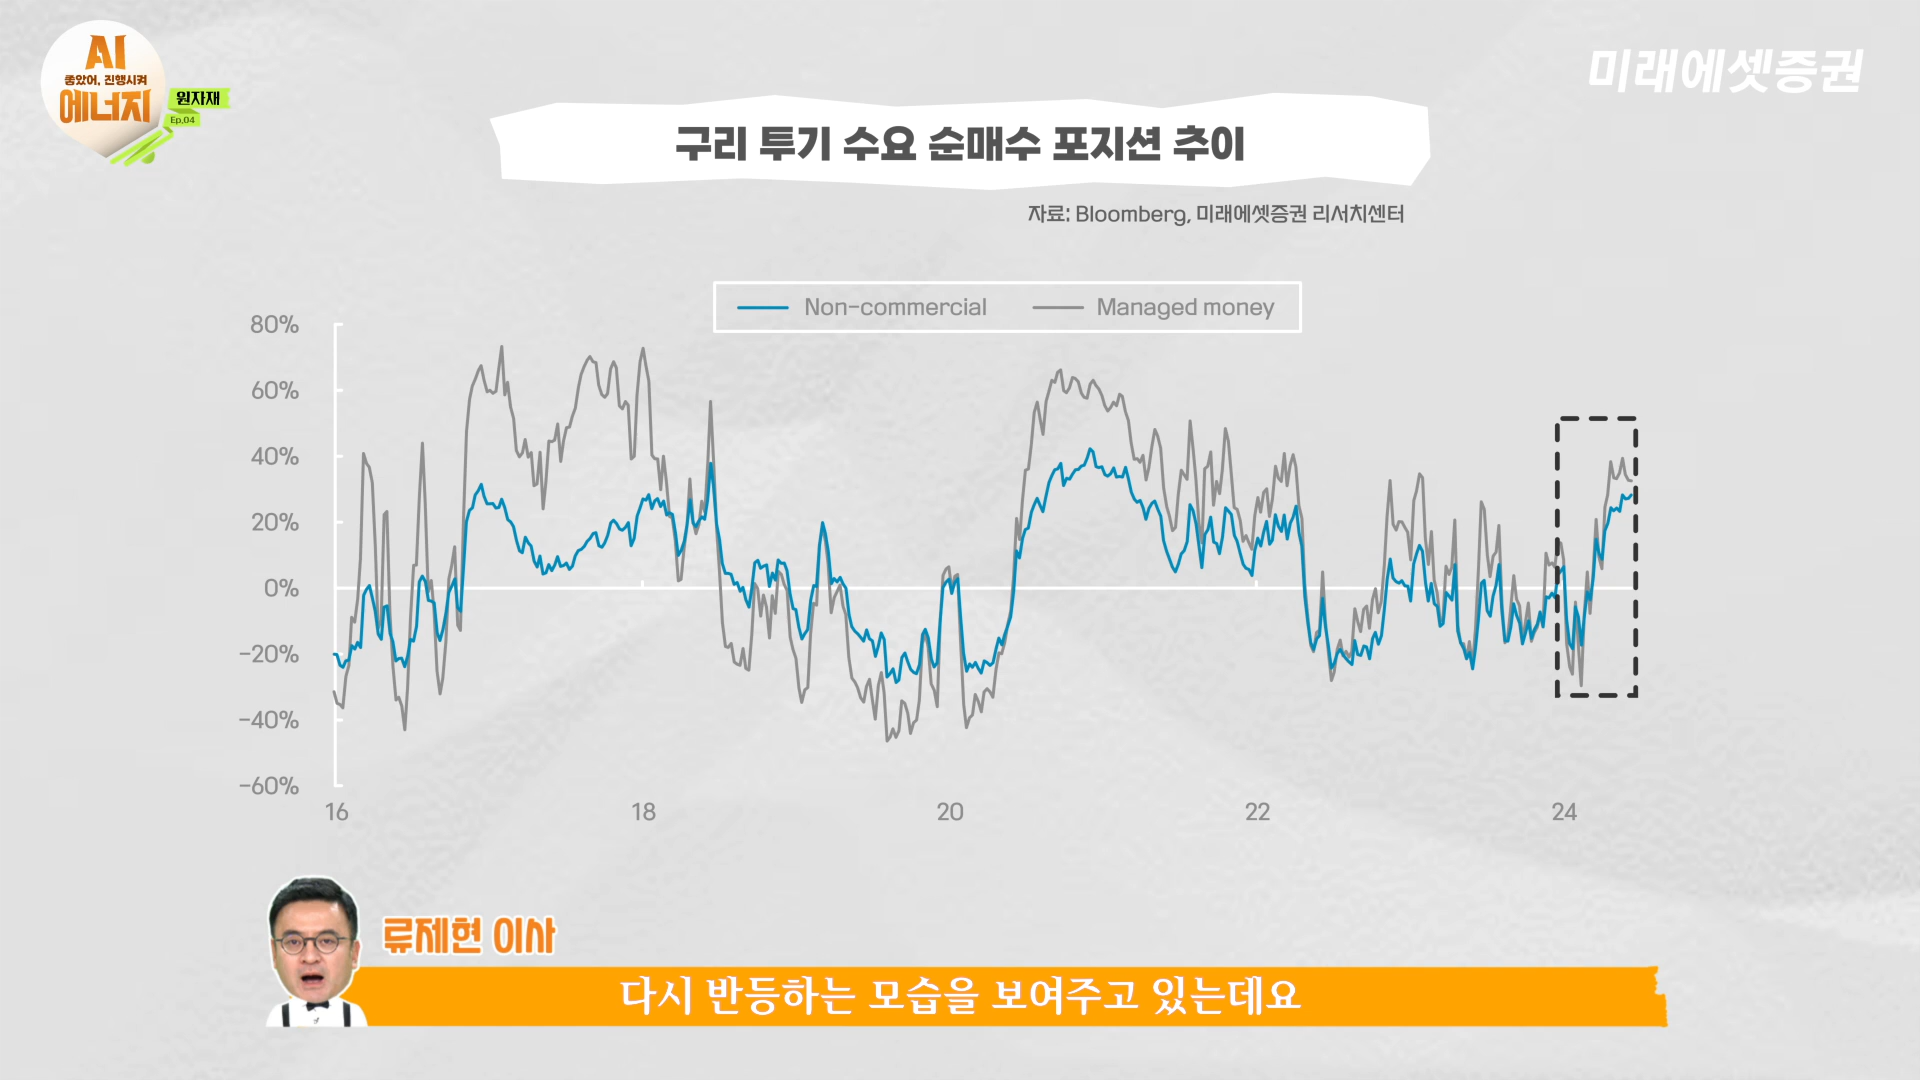 AI
좋았어, 진행시켜
에너지
원자재
Ep.04
미래에셋증권
구리 투기 수요 순매수 포지션 추이
자료: Bloomberg, 미래에셋증권 리서치센터
Non-commercial
Managed money
80%
60%
40%
20%
0%
-20%
-40%
-60%
16
18
20
22
24
류제현 이사
다시 반등하는 모습을 보여주고 있는데요